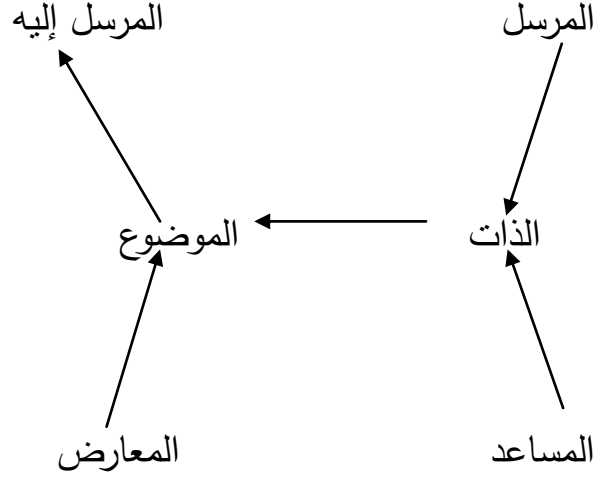 المرسل المرسل إليه
الذات الموضوع
المساعد المعارض